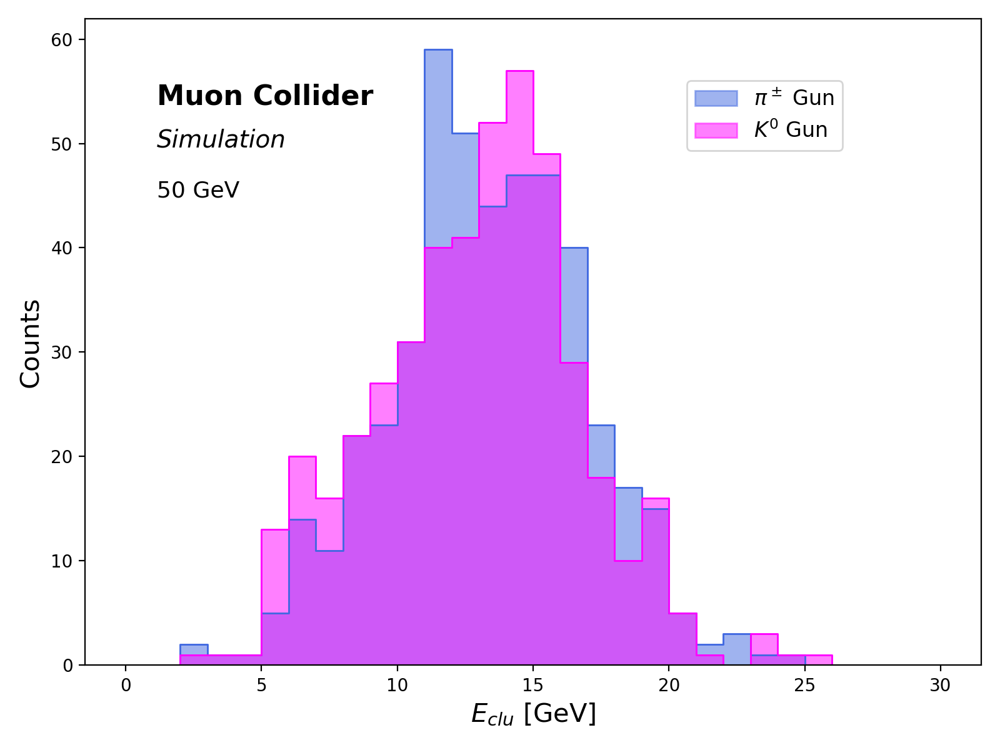 Muon Collider
Simulation
50 GeV
π± Gun
K⁰ Gun
60
50
40
30
20
10
0
Counts
0 5 10 15 20 25 30
E_clu [GeV]